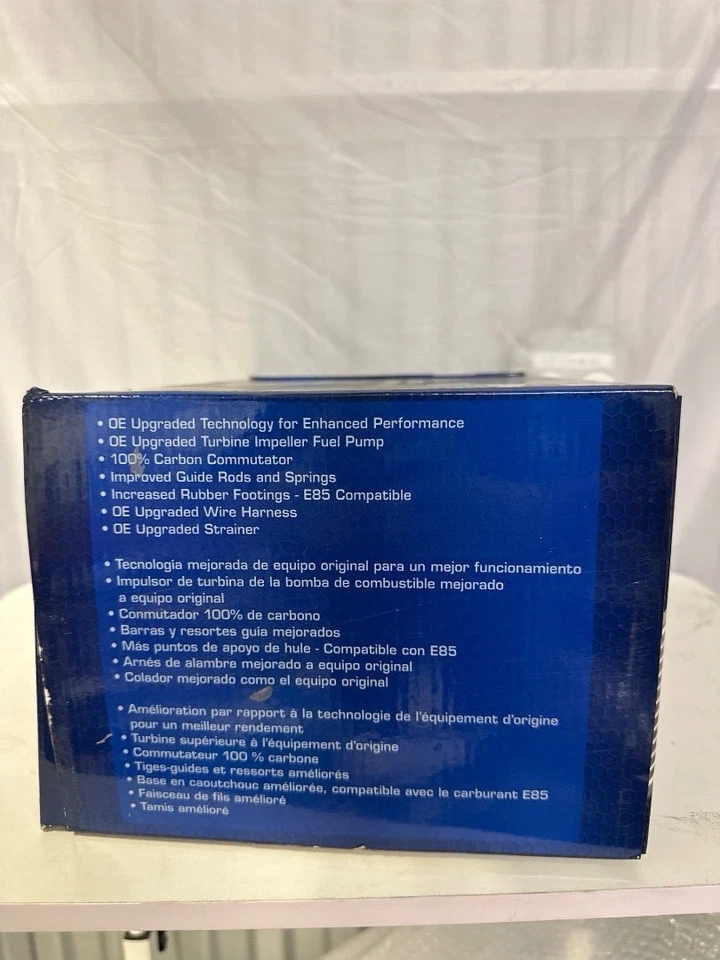 • OE Upgraded Technology for Enhanced Performance
• OE Upgraded Turbine Impeller Fuel Pump
• 100% Carbon Commutator
• Improved Guide Rods and Springs
• Increased Rubber Footings - E85 Compatible
• OE Upgraded Wire Harness
• OE Upgraded Strainer
• Tecnología mejorada de equipo original para un mejor funcionamiento
• Impulsor de turbina de la bomba de combustible mejorado
a equipo original
• Conmutador 100% de carbono
• Barras y resortes guía mejorados
• Más puntos de apoyo de hule - Compatible con E85
• Arnés de alambre mejorado a equipo original
• Colador mejorado como el equipo original
• Amélioration par rapport à la technologie de l'équipement d'origine
pour un meilleur rendement
• Turbine supérieure à l'équipement d'origine
• Commutateur 100 % carbone
• Tiges-guides et ressorts améliorés
• Base en caoutchouc améliorée, compatible avec le carburant E85
• Faisceau de fils amélioré
• Tamis amélioré